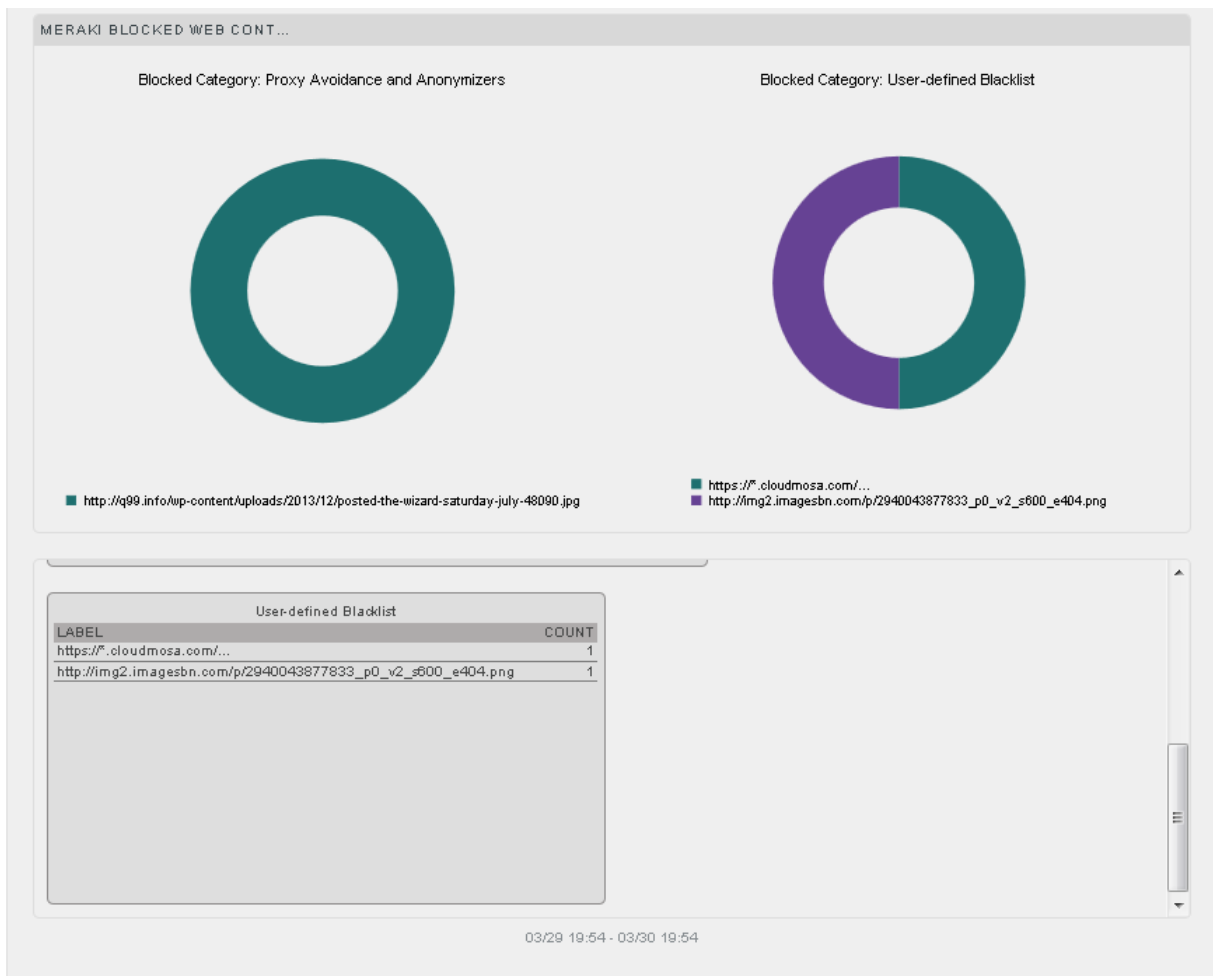 MERAKI BLOCKED WEB CONT...
Blocked Category: Proxy Avoidance and Anonymizers
http://q99.info/wp-content/uploads/2013/12/posted-the-wizard-saturday-july-48090.jpg
Blocked Category: User-defined Blacklist
https://*.cloudmosa.com/...
http://img2.imagesbn.com/p/2940043877833_p0_v2_s600_e404.png
User-defined Blacklist
LABEL COUNT
https://*.cloudmosa.com/... 1
http://img2.imagesbn.com/p/2940043877833_p0_v2_s600_e404.png 1
03/29 19:54 - 03/30 19:54